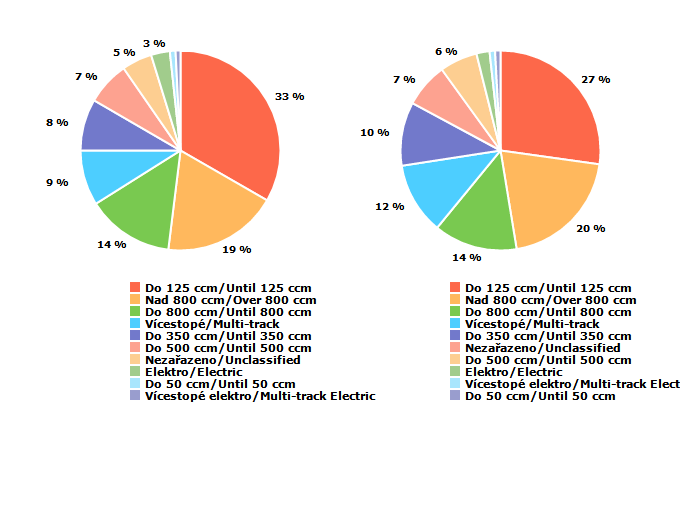 3 %
5 %
7 %
33 %
8 %
9 %
14 %
19 %
Do 125 ccm/Until 125 ccm
Nad 800 ccm/Over 800 ccm
Do 800 ccm/Until 800 ccm
Vícestopé/Multi-track
Do 350 ccm/Until 350 ccm
Do 500 ccm/Until 500 ccm
Nezařazeno/Unclassified
Elektro/Electric
Do 50 ccm/Until 50 ccm
Vícestopé elektro/Multi-track Electric
6 %
7 %
27 %
10 %
12 %
14 %
20 %
Do 125 ccm/Until 125 ccm
Nad 800 ccm/Over 800 ccm
Do 800 ccm/Until 800 ccm
Vícestopé/Multi-track
Do 350 ccm/Until 350 ccm
Nezařazeno/Unclassified
Do 500 ccm/Until 500 ccm
Elektro/Electric
Vícestopé elektro/Multi-track Elect
Do 50 ccm/Until 50 ccm